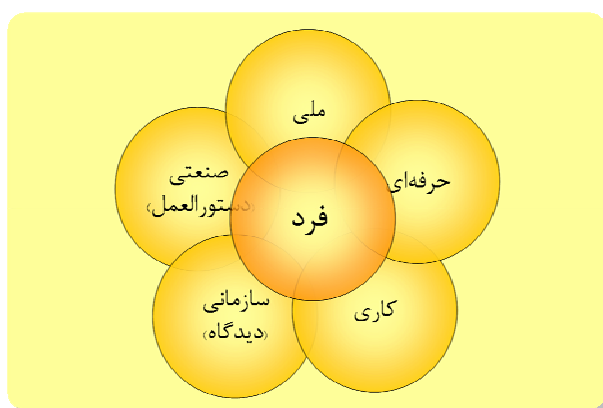 ملی
حرفه‌ای
صنعتی
(دستورالعمل)
فرد
سازمانی
(دیدگاه)
کاری